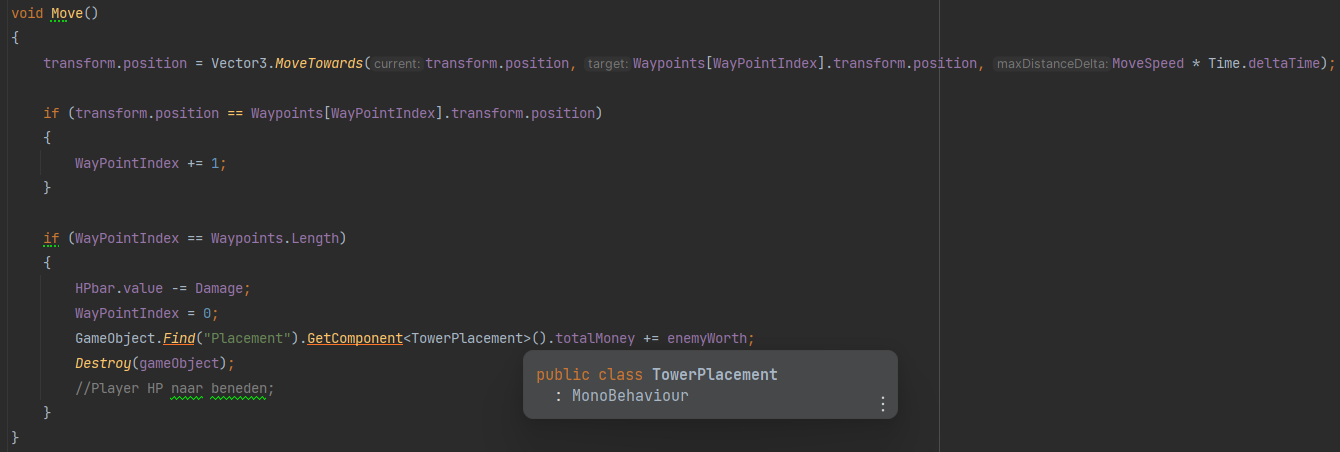 void Move()
{
transform.position = Vector3.MoveTowards(current:transform.position, target:Waypoints[WayPointIndex].transform.position, maxDistanceDelta:MoveSpeed * Time.deltaTime);
if (transform.position == Waypoints[WayPointIndex].transform.position)
{
WayPointIndex += 1;
}
if (WayPointIndex == Waypoints.Length)
{
HPbar.value -= Damage;
WayPointIndex = 0;
GameObject.Find("Placement").GetComponent<TowerPlacement>().totalMoney += enemyWorth;
Destroy(gameObject);
//Player HP naar beneden;
}
}
public class TowerPlacement
: MonoBehaviour